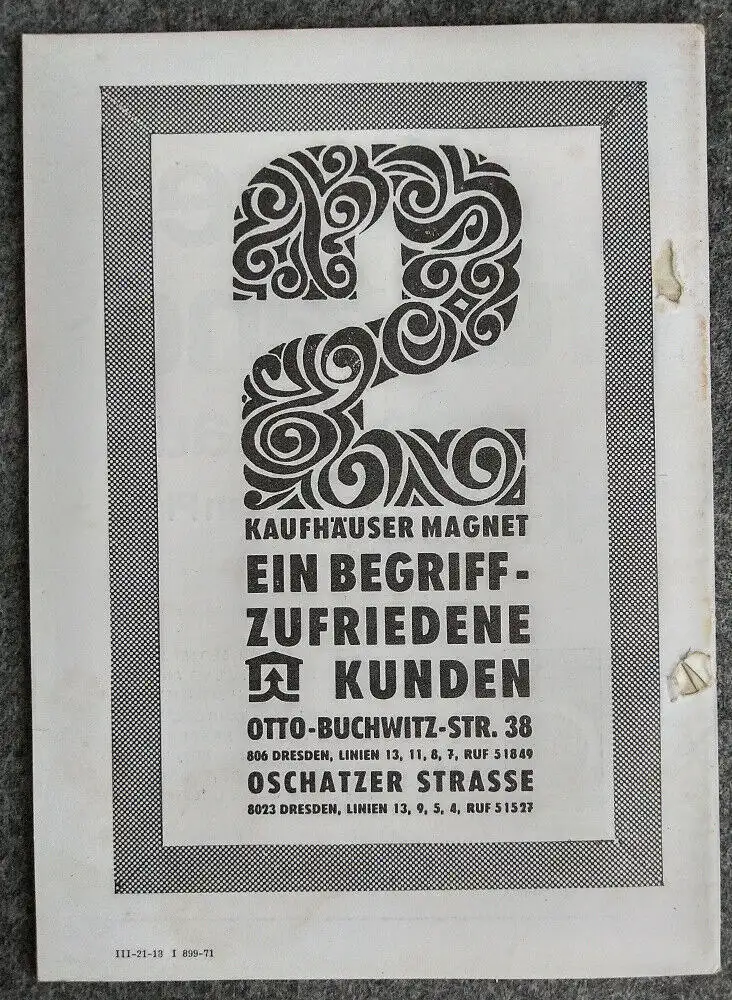 2
KAUFHÄUSER MAGNET
EIN BEGRIFF-
ZUFRIEDENE
KUNDEN
OTTO-BUCHWITZ-STR. 38
806 DRESDEN, LINIEN 13, 11, 8, 7, RUF 51849
OSCHATZER STRASSE
8023 DRESDEN, LINIEN 13, 9, 5, 4, RUF 51527
III-21-13 I 899-71